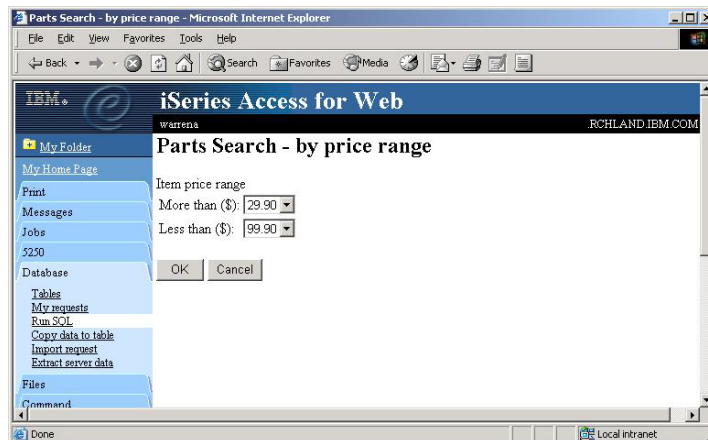 Parts Search - by price range - Microsoft Internet Explorer
File Edit View Favorites Tools Help
Back Search Favorites Media
IBM. iSeries Access for Web
warrena .RCHLAND.IBM.COM
My Folder
My Home Page
Print
Messages
Jobs
5250
Database
Tables
My requests
Run SQL
Copy data to table
Import request
Extract server data
Files
Command
Parts Search - by price range
Item price range
More than ($): 29.90
Less than ($): 99.90
OK Cancel
Done Local intranet